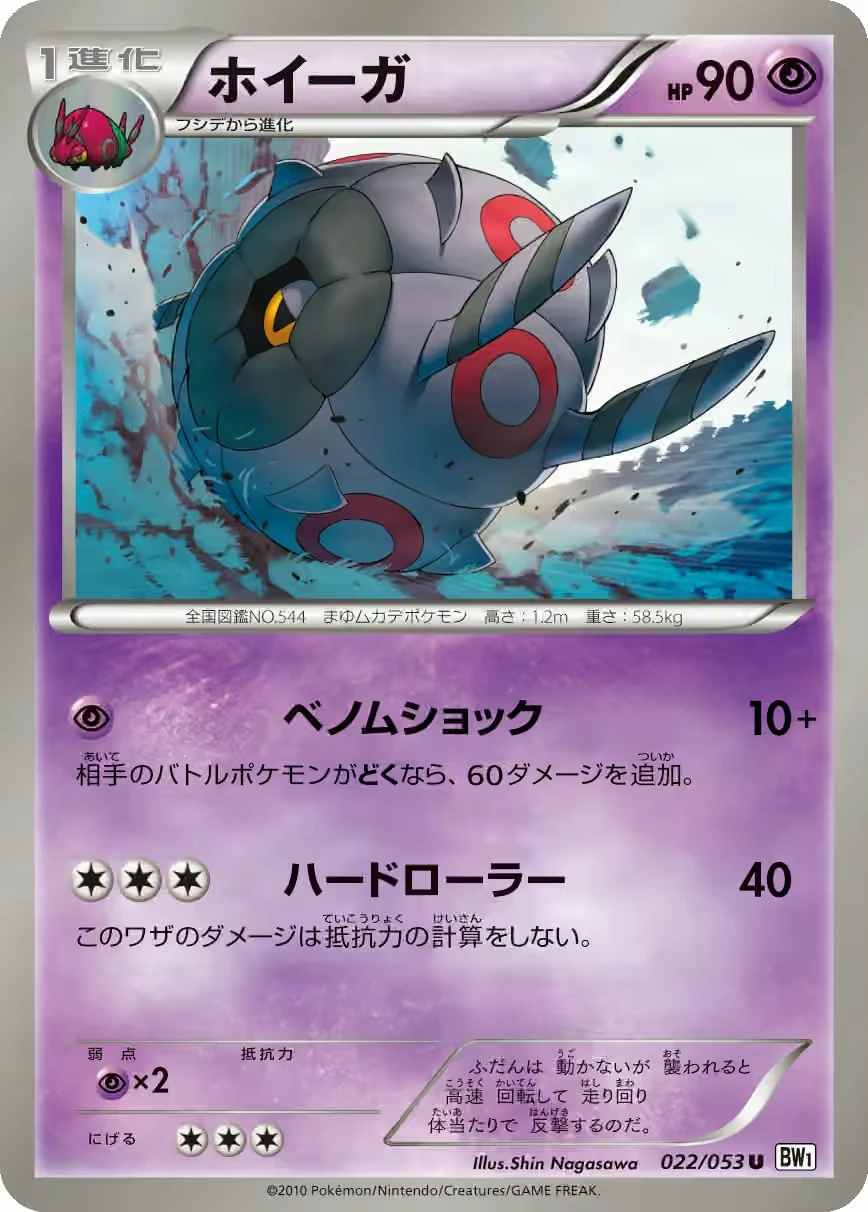 1進化
ホイーガ
HP90
フシデから進化
全国図鑑NO.544 まゆムカデポケモン 高さ：1.2m 重さ：58.5kg
ベノムショック 10+
あいて ついか
相手のバトルポケモンがどくなら、60ダメージを追加。
ハードローラー 40
ていこうりょく けいさん
このワザのダメージは抵抗力の計算をしない。
弱点 抵抗力
×2
にげる
うご おそ
ふだんは 動かないが 襲われると
こうそく かいてん はし まわ
高速 回転して 走り回り
たいあ はんげき
体当たりで 反撃するのだ。
Illus.Shin Nagasawa 022/053 U BW1
©2010 Pokémon/Nintendo/Creatures/GAME FREAK.